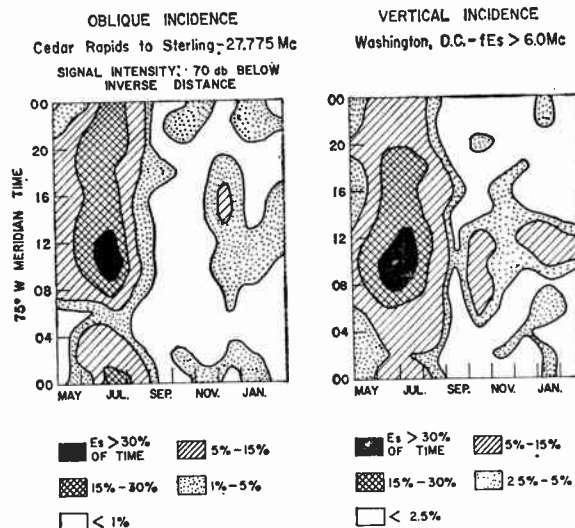 OBLIQUE INCIDENCE
Cedar Rapids to Sterling-27.775 Mc
SIGNAL INTENSITY: 70 db BELOW
INVERSE DISTANCE
75° W MERIDIAN TIME
00
20
16
12
08
04
00
MAY JUL. SEP. NOV. JAN.
Es > 30%
OF TIME
5%-15%
15%-30%
1%-5%
< 1%
VERTICAL INCIDENCE
Washington, D.C.-fEs > 6.0Mc
00
20
16
12
08
04
00
MAY JUL. SEP. NOV. JAN.
Es > 30%
OF TIME
5%-15%
15%-30%
2.5%-5%
< 2.5%